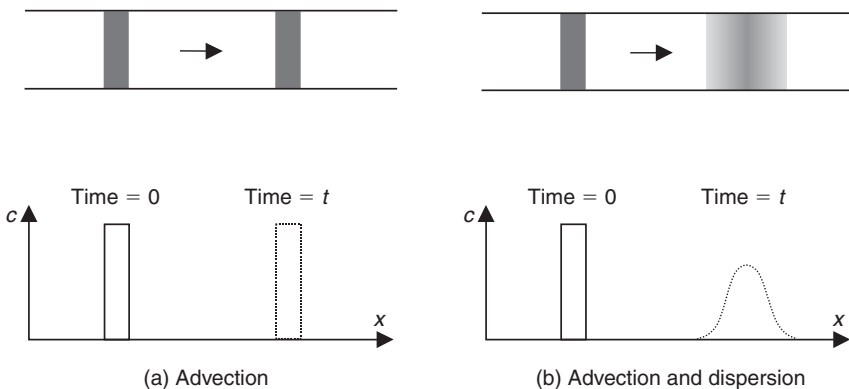 Time = 0
Time = t
c
x
(a) Advection
Time = 0
Time = t
c
x
(b) Advection and dispersion